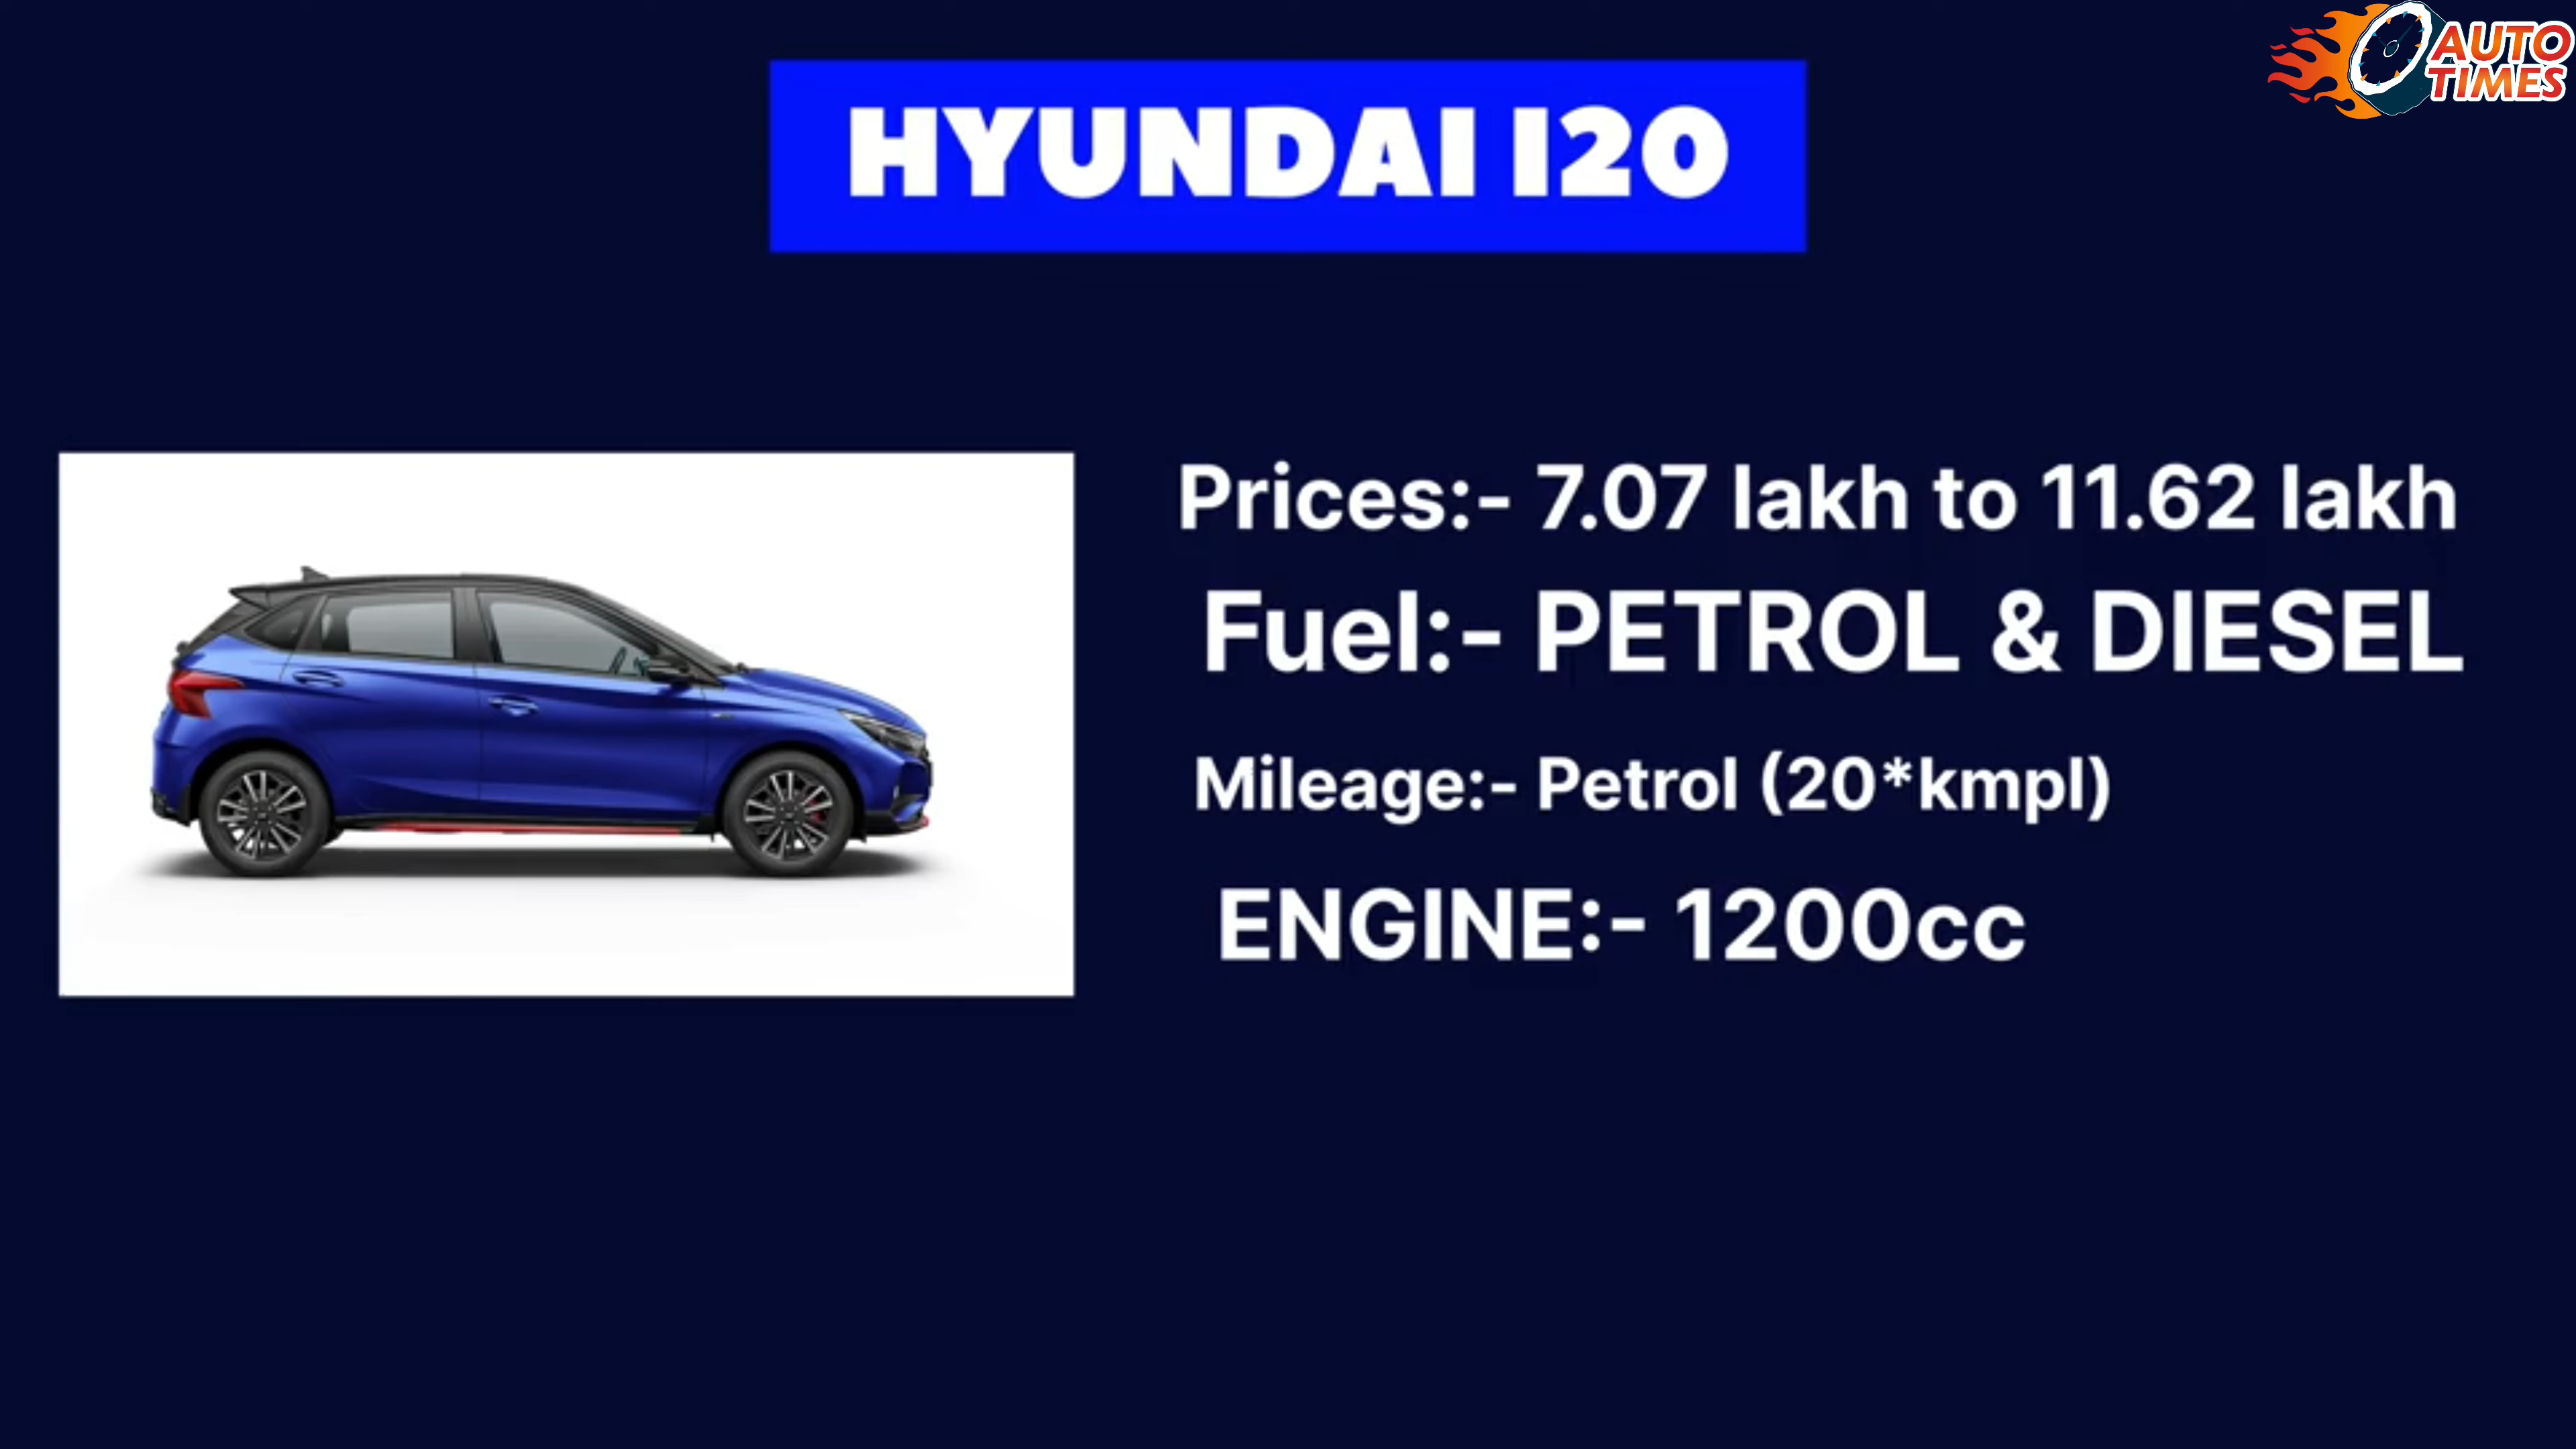 AUTO
TIMES
HYUNDAI I20
Prices:- 7.07 lakh to 11.62 lakh
Fuel:- PETROL & DIESEL
Mileage:- Petrol (20*kmpl)
ENGINE:- 1200cc